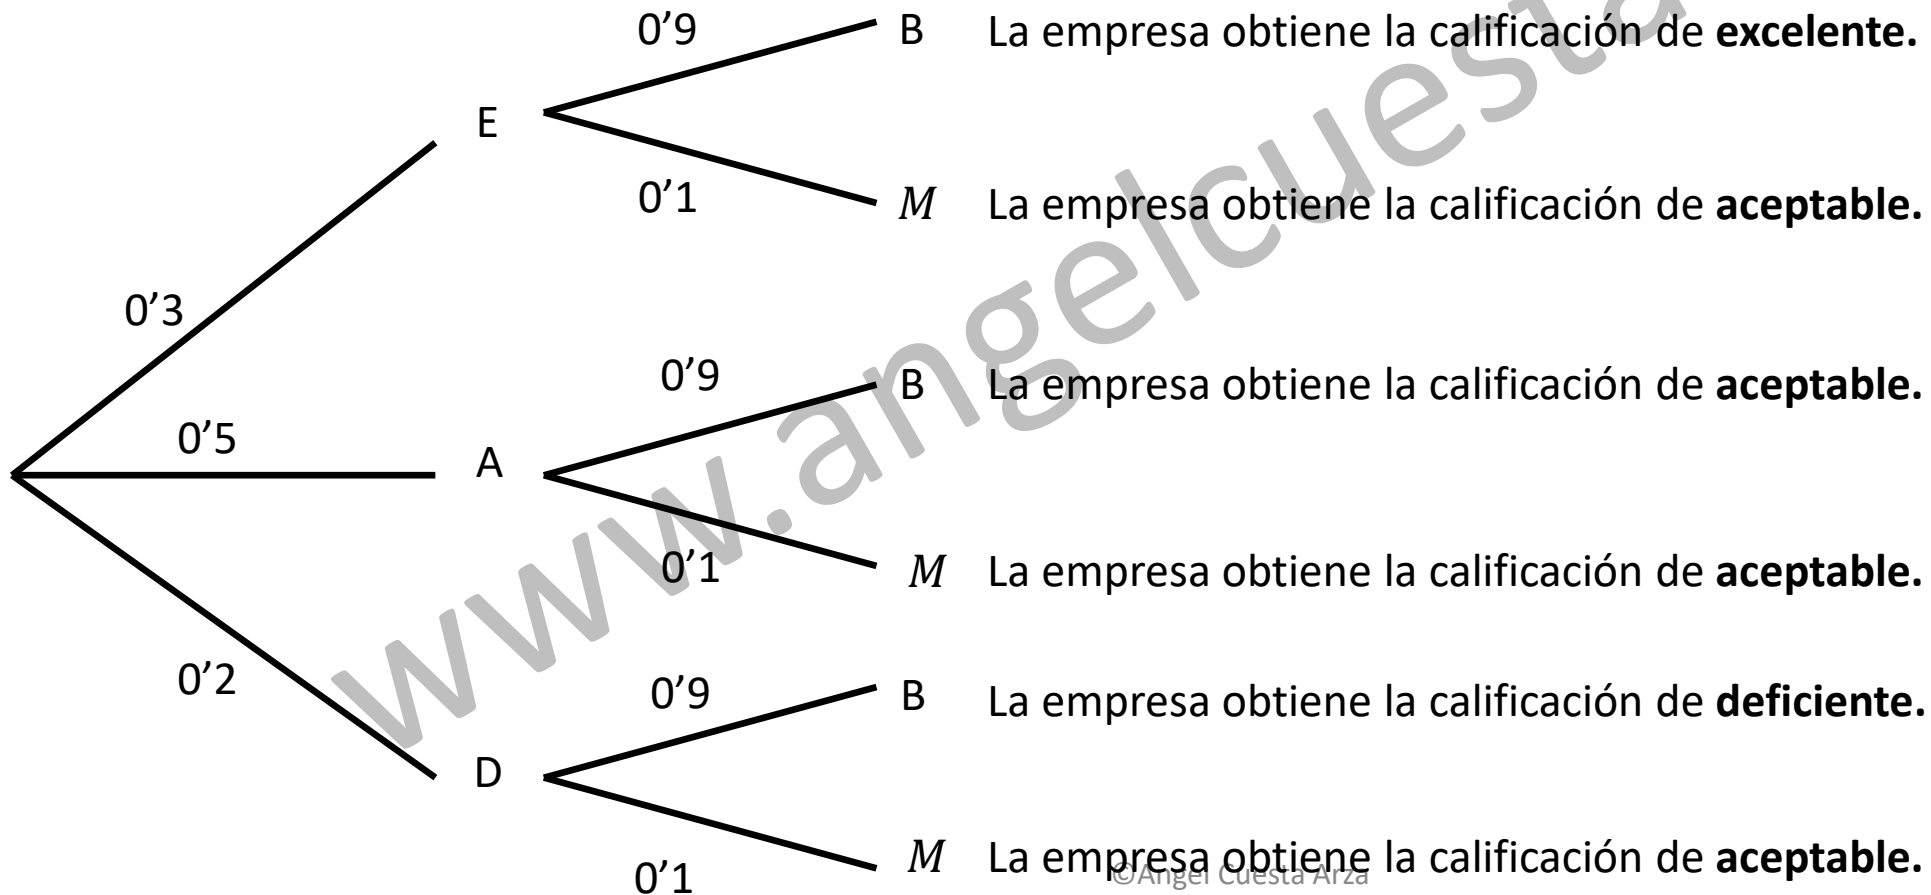 0’9 B La empresa obtiene la calificación de excelente.
E
0’1 M La empresa obtiene la calificación de aceptable.
0’3
0’9 B La empresa obtiene la calificación de aceptable.
0’5 A
0’1 M La empresa obtiene la calificación de aceptable.
0’2
0’9 B La empresa obtiene la calificación de deficiente.
D
0’1 M La empresa obtiene la calificación de aceptable.
©Angel Cuesta Arza
www.angelcuesta